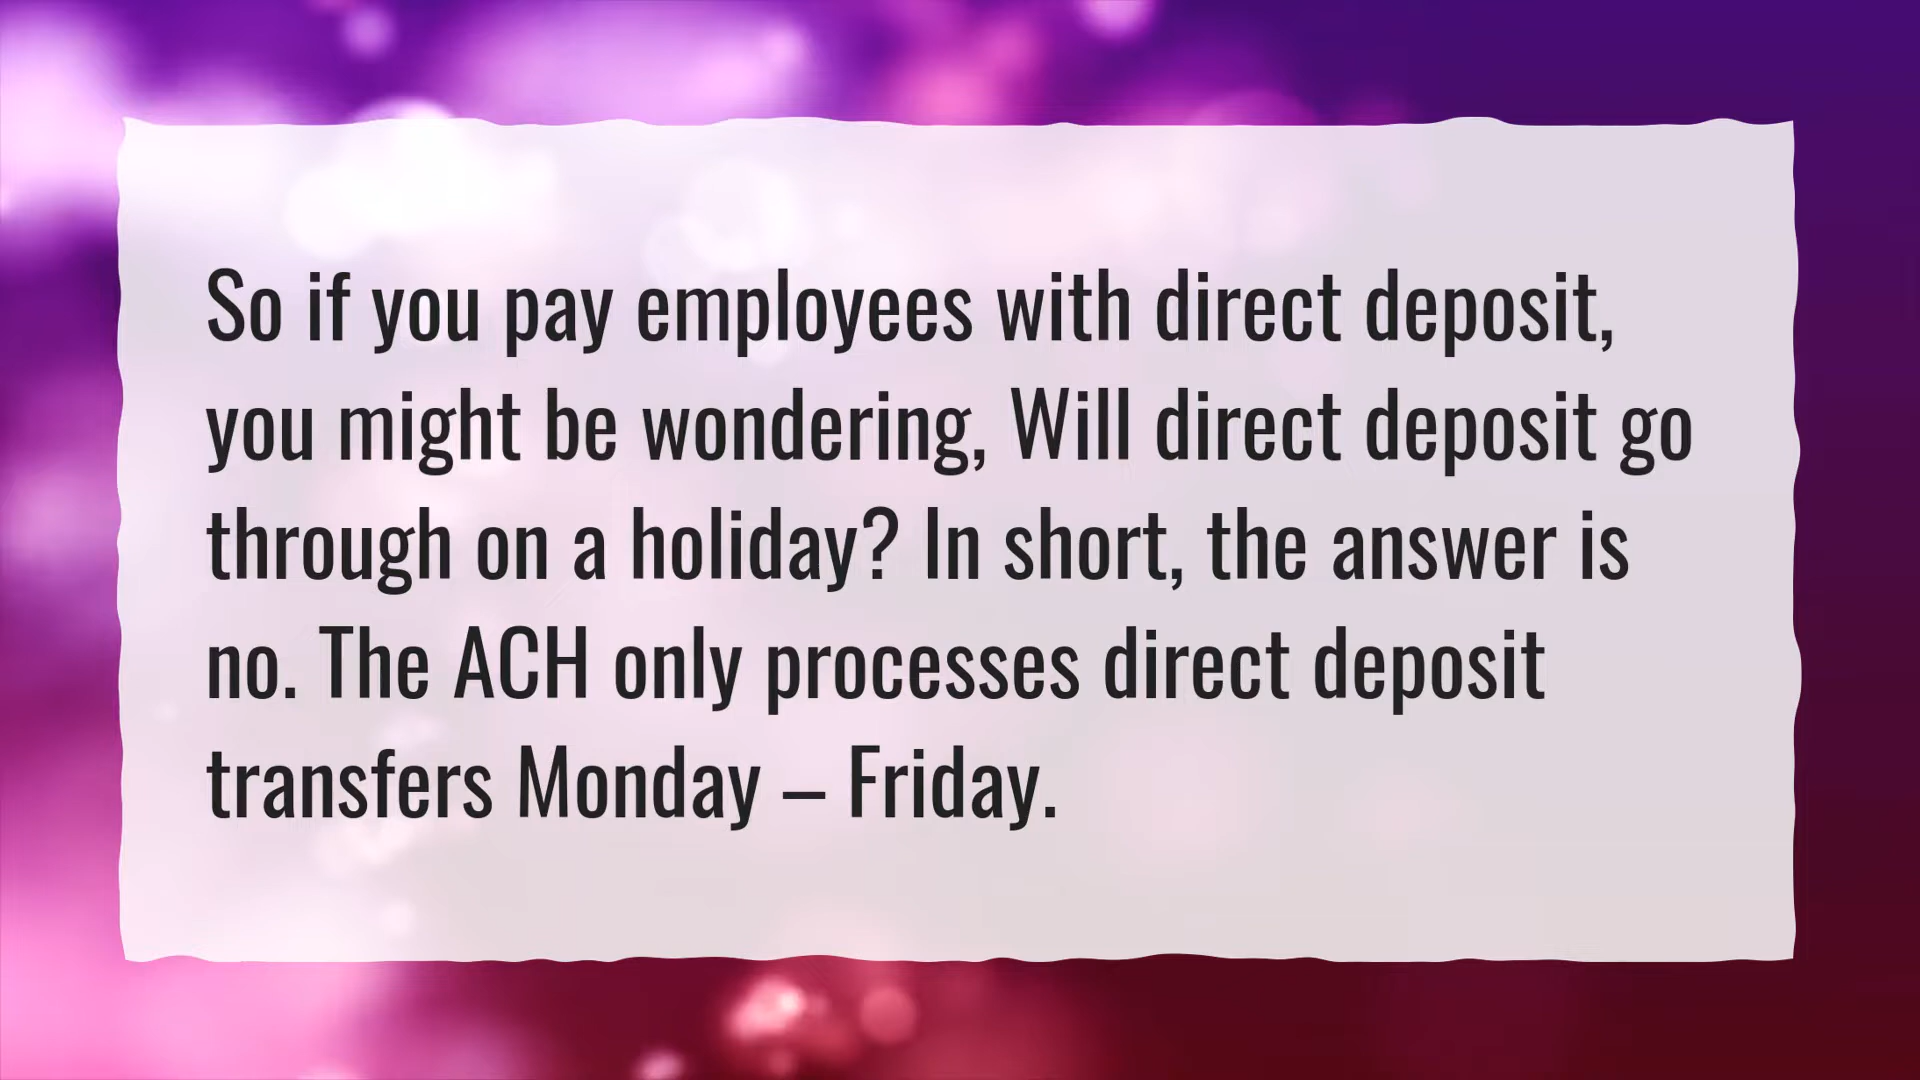 So if you pay employees with direct deposit,
you might be wondering, Will direct deposit go
through on a holiday? In short, the answer is
no. The ACH only processes direct deposit
transfers Monday – Friday.